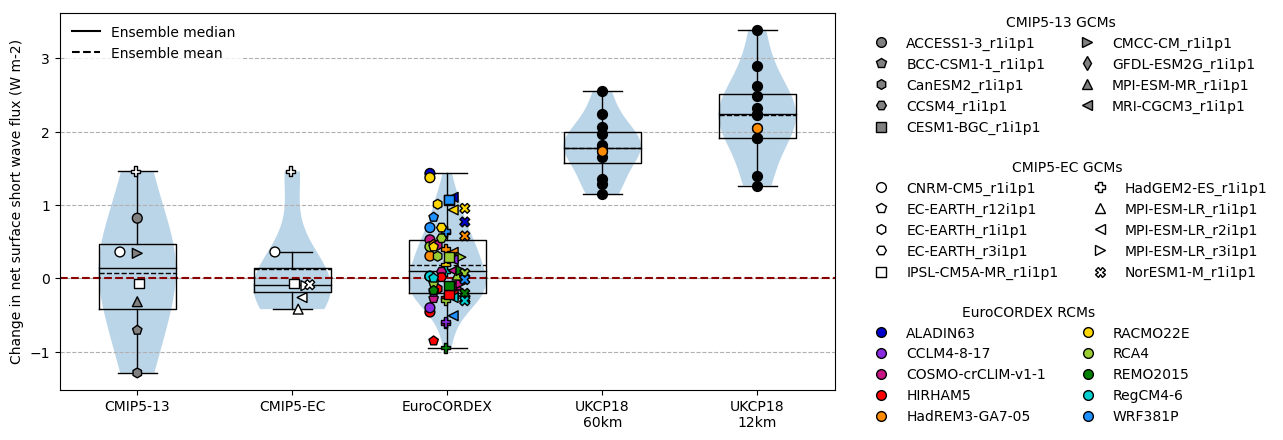 Change in net surface short wave flux (W m-2)
3
2
1
0
−1
Ensemble median
Ensemble mean
CMIP5-13
CMIP5-EC
EuroCORDEX
UKCP18
60km
UKCP18
12km
CMIP5-13 GCMs
ACCESS1-3_r1i1p1
BCC-CSM1-1_r1i1p1
CanESM2_r1i1p1
CCSM4_r1i1p1
CESM1-BGC_r1i1p1
CMCC-CM_r1i1p1
GFDL-ESM2G_r1i1p1
MPI-ESM-MR_r1i1p1
MRI-CGCM3_r1i1p1
CMIP5-EC GCMs
CNRM-CM5_r1i1p1
EC-EARTH_r12i1p1
EC-EARTH_r1i1p1
EC-EARTH_r3i1p1
IPSL-CM5A-MR_r1i1p1
HadGEM2-ES_r1i1p1
MPI-ESM-LR_r1i1p1
MPI-ESM-LR_r2i1p1
MPI-ESM-LR_r3i1p1
NorESM1-M_r1i1p1
EuroCORDEX RCMs
ALADIN63
CCLM4-8-17
COSMO-crCLIM-v1-1
HIRHAM5
HadREM3-GA7-05
RACMO22E
RCA4
REMO2015
RegCM4-6
WRF381P